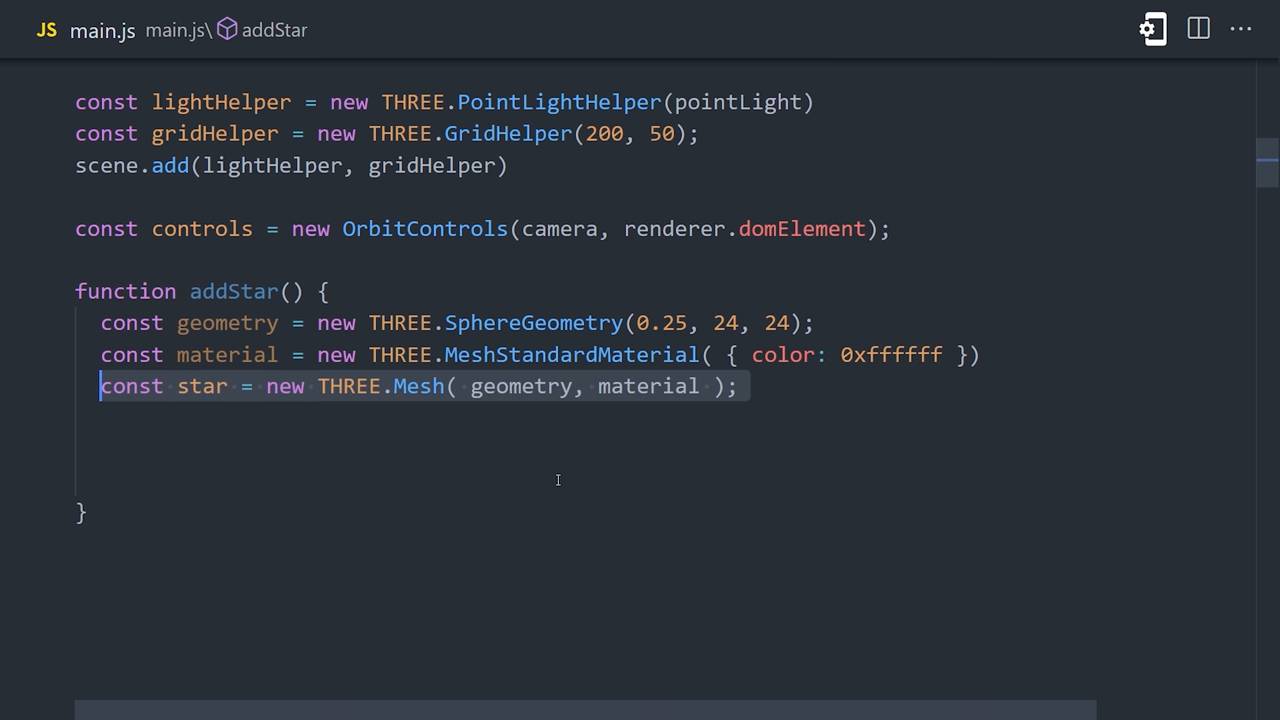 JS main.js main.js\ addStar
const lightHelper = new THREE.PointLightHelper(pointLight)
const gridHelper = new THREE.GridHelper(200, 50);
scene.add(lightHelper, gridHelper)
const controls = new OrbitControls(camera, renderer.domElement);
function addStar() {
const geometry = new THREE.SphereGeometry(0.25, 24, 24);
const material = new THREE.MeshStandardMaterial( { color: 0xffffff })
const star = new THREE.Mesh( geometry, material );
}